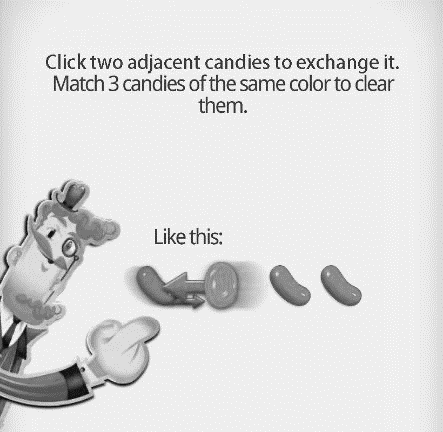 Click two adjacent candies to exchange it.
Match 3 candies of the same color to clear
them.
Like this: